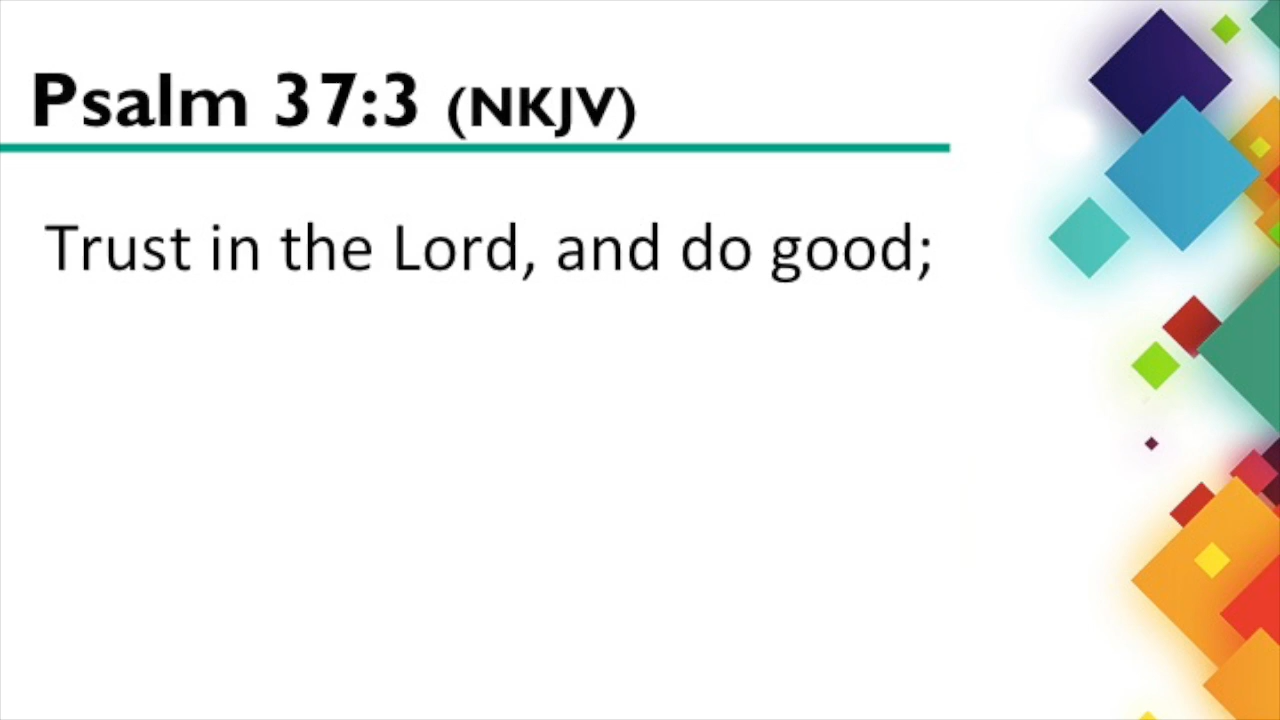 Psalm 37:3 (NKJV)
Trust in the Lord, and do good;